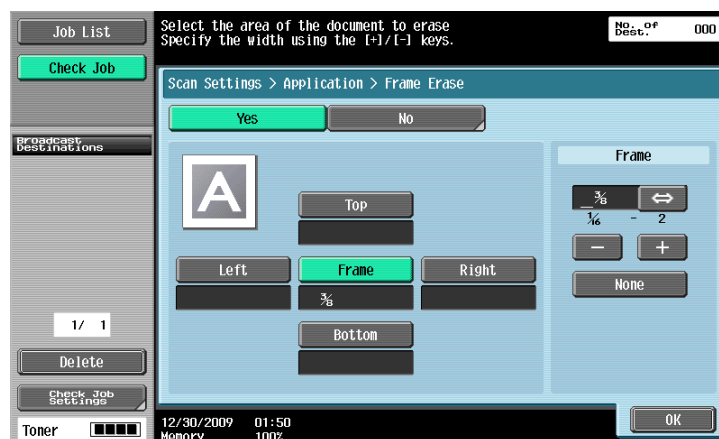 Job List
Check Job
Broadcast
Destinations
1/ 1
Delete
Check Job
Settings
Toner
Select the area of the document to erase
Specify the width using the [+]/[-] keys.
No. of
Dest.
000
Scan Settings > Application > Frame Erase
Yes
No
A
Top
Left
Frame
Right
⅜
Bottom
Frame
_⅜
⇔
1⁄16 - 2
− +
None
12/30/2009 01:50
Memory 100%
OK